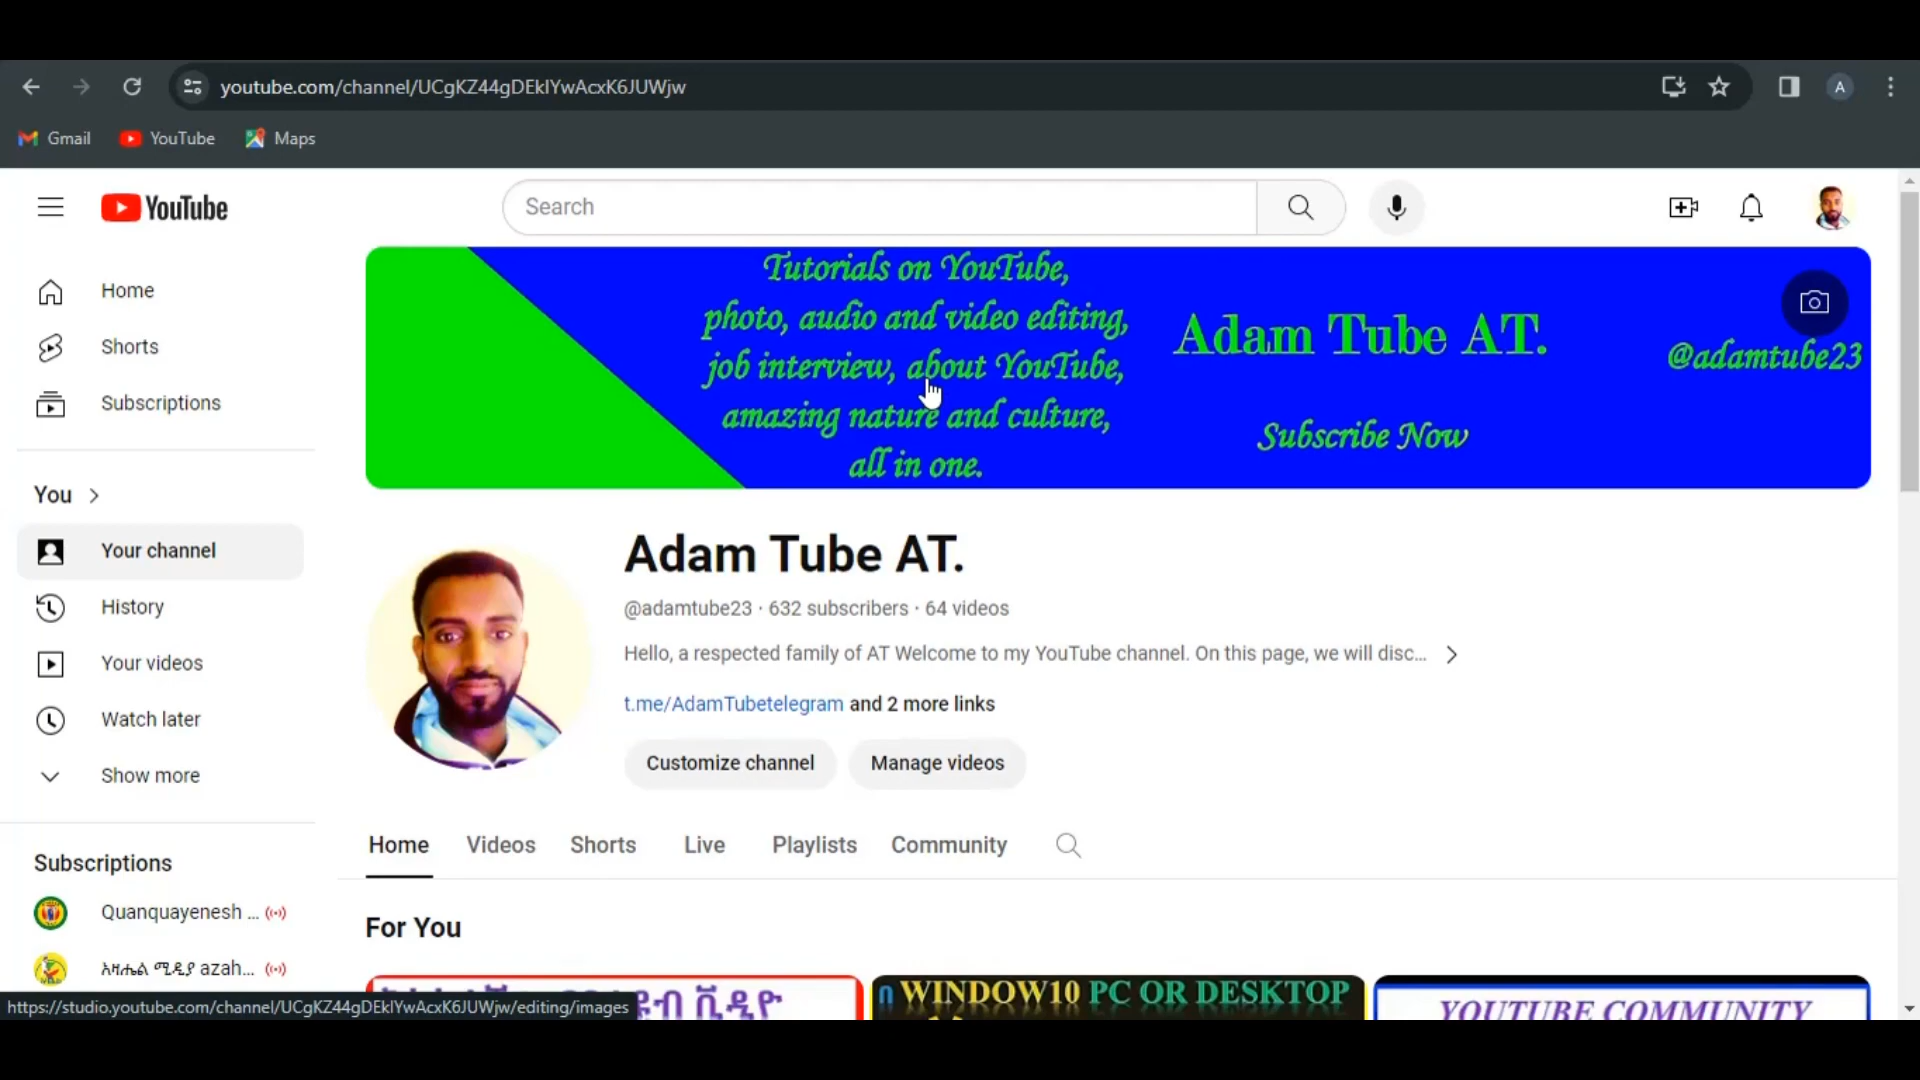 youtube.com/channel/UCgKZ44gDEklYwAcxK6JUWjw
A
Gmail
YouTube
Maps
YouTube
Search
Home
Shorts
Subscriptions
You
Your channel
History
Your videos
Watch later
Show more
Subscriptions
Quanquayenesh ...
አዛሔል ሚዲያ azah...
Tutorials on YouTube,
photo, audio and video editing,
job interview, about YouTube,
amazing nature and culture,
all in one.
Adam Tube AT.
Subscribe Now
@adamtube23
Adam Tube AT.
@adamtube23 · 632 subscribers · 64 videos
Hello, a respected family of AT Welcome to my YouTube channel. On this page, we will disc...
t.me/AdamTubetelegram and 2 more links
Customize channel
Manage videos
Home
Videos
Shorts
Live
Playlists
Community
For You
ቪዲዮ
WINDOW10 PC OR DESKTOP
YOUTUBE COMMUNITY
https://studio.youtube.com/channel/UCgKZ44gDEklYwAcxK6JUWjw/editing/images